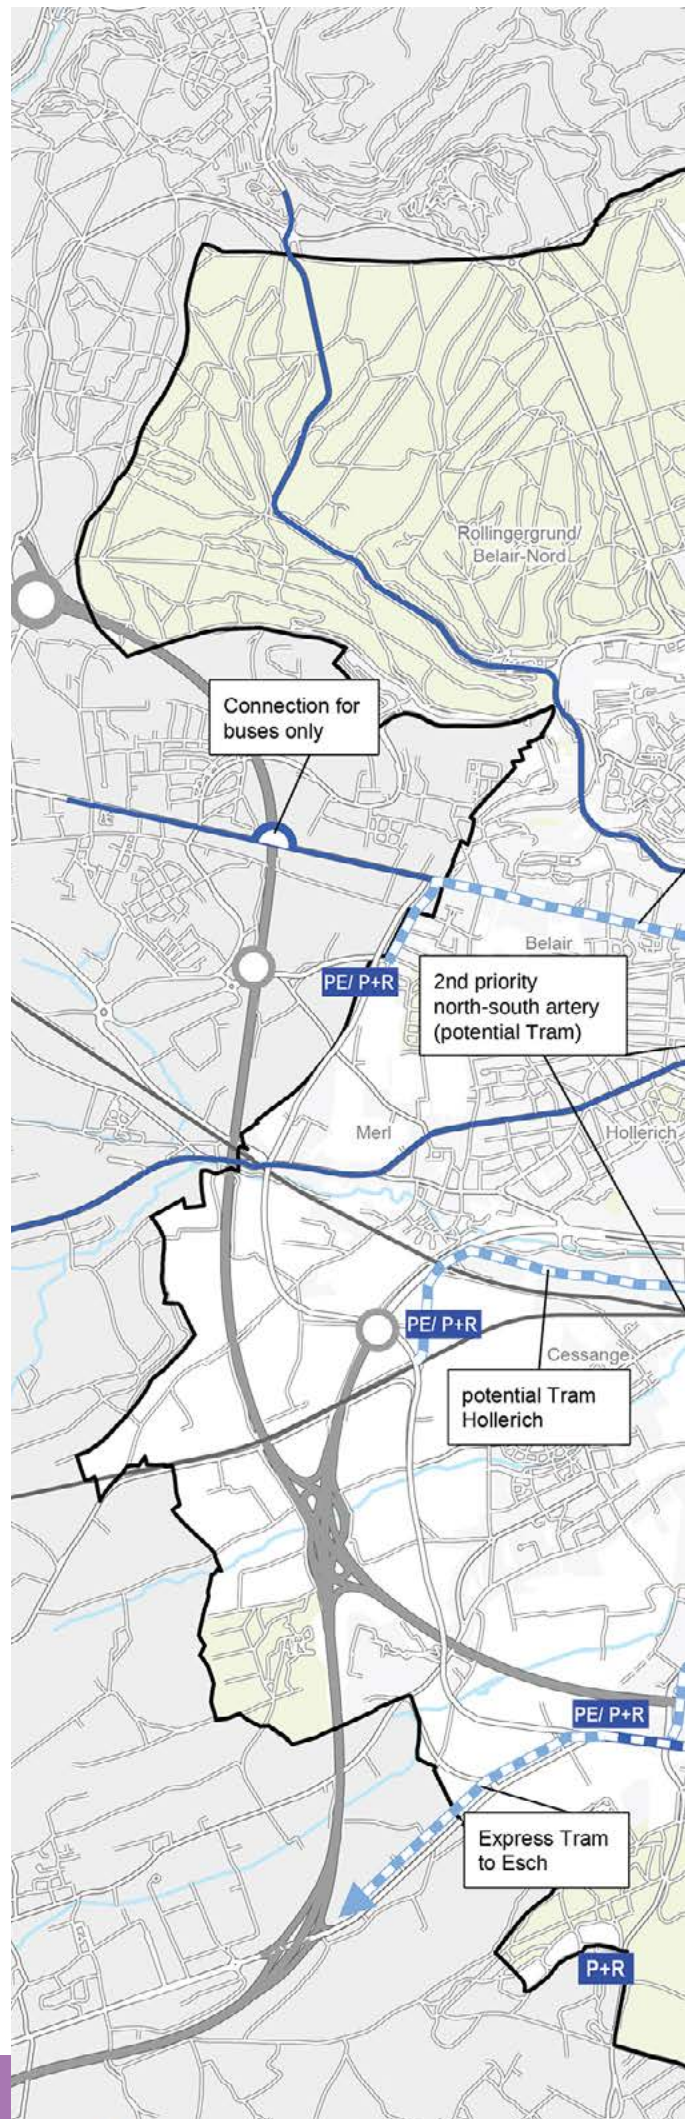 Rollingergrund/
Belair-Nord
Connection for
buses only
Belair
PE/ P+R
2nd priority
north-south artery
(potential Tram)
Merl
Hollerich
PE/ P+R
Cessange
potential Tram
Hollerich
PE/ P+R
Express Tram
to Esch
P+R